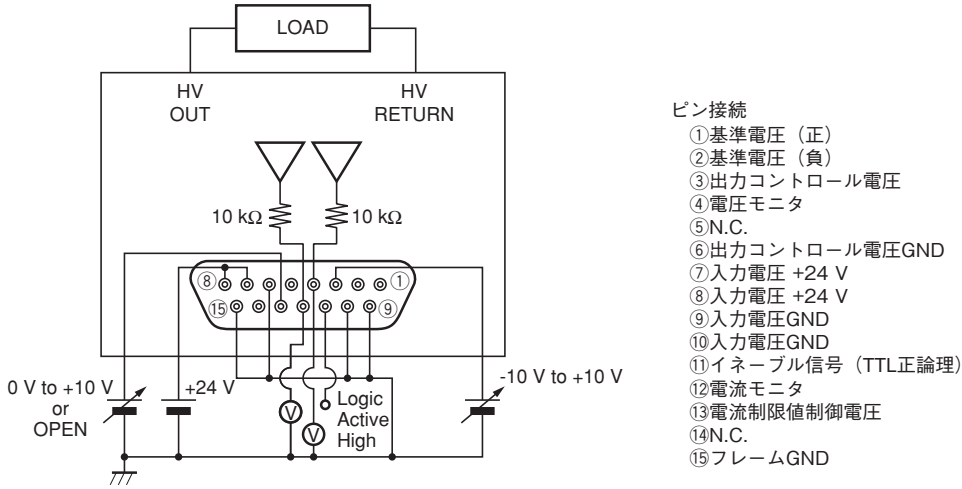 LOAD
HV
OUT
HV
RETURN
10 kΩ
10 kΩ
⑧
①
⑮
⑨
0 V to +10 V
or
OPEN
+24 V
V
V
Logic
Active
High
-10 V to +10 V
ピン接続
①基準電圧（正）
②基準電圧（負）
③出力コントロール電圧
④電圧モニタ
⑤N.C.
⑥出力コントロール電圧GND
⑦入力電圧 +24 V
⑧入力電圧 +24 V
⑨入力電圧GND
⑩入力電圧GND
⑪イネーブル信号（TTL正論理）
⑫電流モニタ
⑬電流制限値制御電圧
⑭N.C.
⑮フレームGND